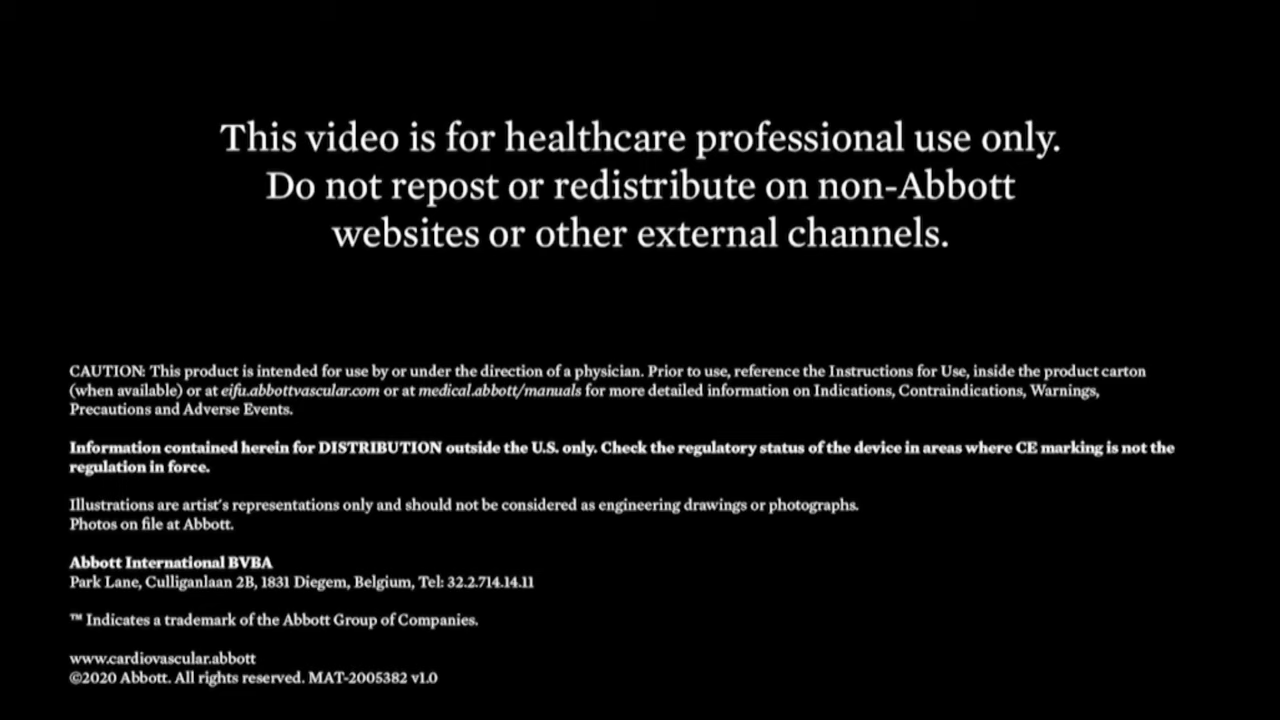 This video is for healthcare professional use only.
Do not repost or redistribute on non-Abbott
websites or other external channels.
CAUTION: This product is intended for use by or under the direction of a physician. Prior to use, reference the Instructions for Use, inside the product carton
(when available) or at eifu.abbottvascular.com or at medical.abbott/manuals for more detailed information on Indications, Contraindications, Warnings,
Precautions and Adverse Events.
Information contained herein for DISTRIBUTION outside the U.S. only. Check the regulatory status of the device in areas where CE marking is not the
regulation in force.
Illustrations are artist's representations only and should not be considered as engineering drawings or photographs.
Photos on file at Abbott.
Abbott International BVBA
Park Lane, Culliganlaan 2B, 1831 Diegem, Belgium, Tel: 32.2.714.14.11
™ Indicates a trademark of the Abbott Group of Companies.
www.cardiovascular.abbott
©2020 Abbott. All rights reserved. MAT-2005382 v1.0